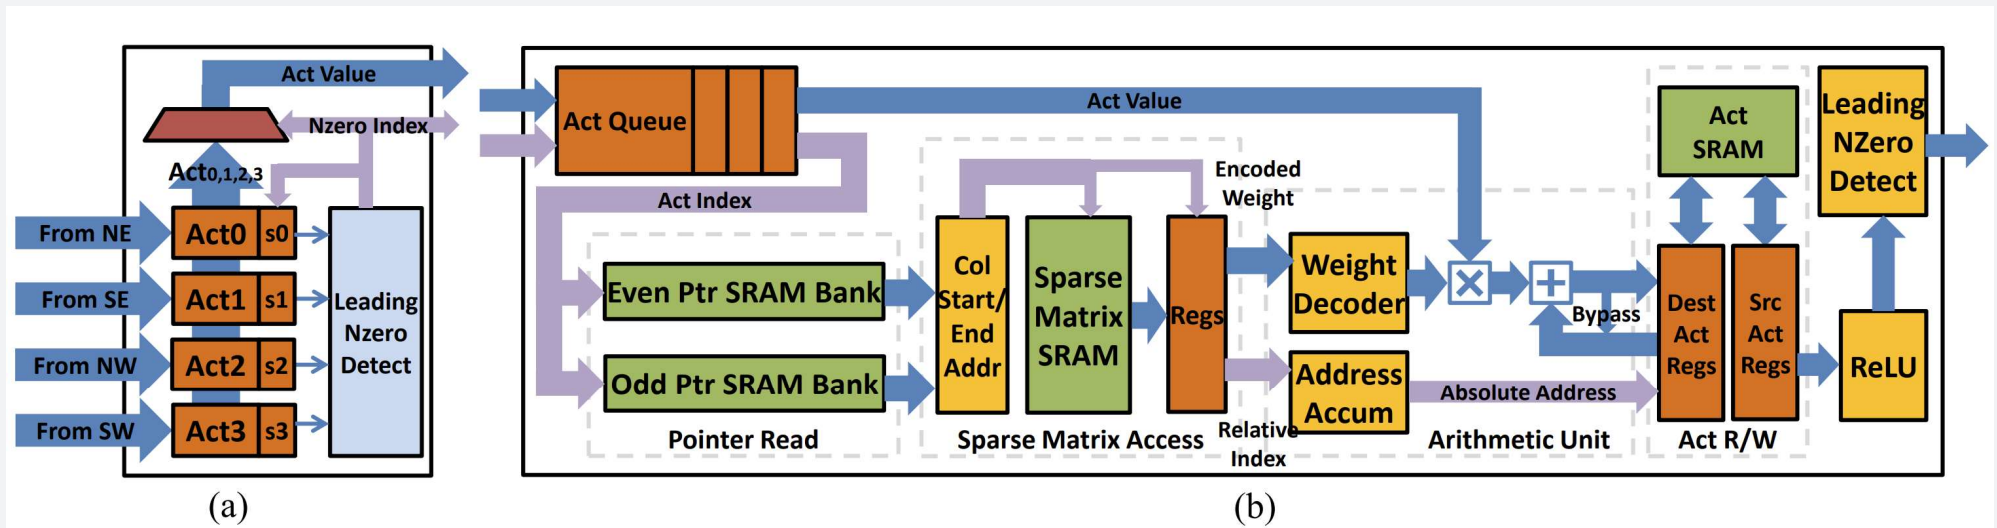 Act Value
Nzero Index
Act0,1,2,3
From NE
Act0
s0
From SE
Act1
s1
From NW
Act2
s2
From SW
Act3
s3
Leading
Nzero
Detect
(a)
Act Queue
Act Value
Act Index
Even Ptr SRAM Bank
Odd Ptr SRAM Bank
Pointer Read
Col
Start/
End
Addr
Sparse
Matrix
SRAM
Regs
Sparse Matrix Access
Encoded
Weight
Relative
Index
Weight
Decoder
Address
Accum
Bypass
Absolute Address
Arithmetic Unit
Act
SRAM
Dest
Act
Regs
Src
Act
Regs
Act R/W
Leading
NZero
Detect
ReLU
(b)